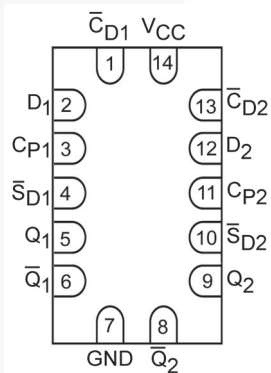 C̅D1 VCC
1 14
D1 2 13 C̅D2
CP1 3 12 D2
S̅D1 4 11 CP2
Q1 5 10 S̅D2
Q̅1 6 9 Q2
7 8
GND Q̅2